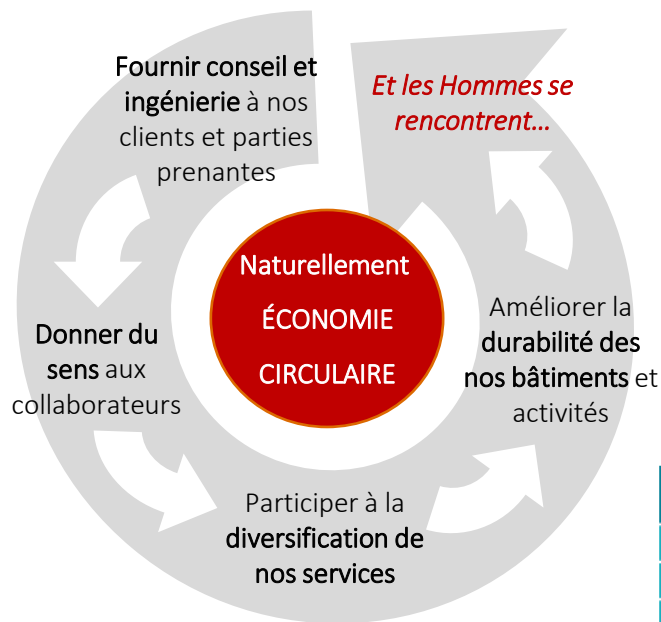 Fournir conseil et
ingénierie à nos
clients et parties
prenantes
Et les Hommes se
rencontrent...
Naturellement
ÉCONOMIE
CIRCULAIRE
Donner du
sens aux
collaborateurs
Améliorer la
durabilité des
nos bâtiments et
activités
Participer à la
diversification de
nos services